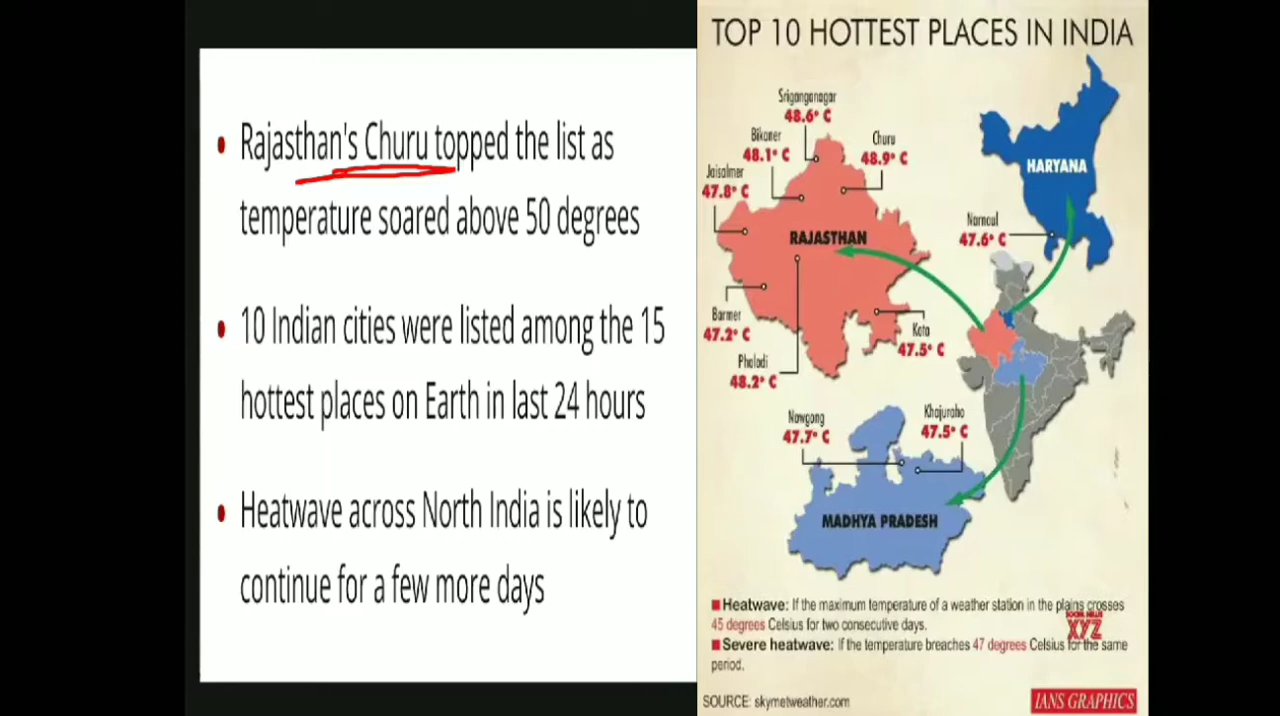 Rajasthan's Churu topped the list as
temperature soared above 50 degrees
10 Indian cities were listed among the 15
hottest places on Earth in last 24 hours
Heatwave across North India is likely to
continue for a few more days
TOP 10 HOTTEST PLACES IN INDIA
Sriganganagar
48.6° C
Bikaner
48.1° C
Churu
48.9° C
Jaisalmer
47.8° C
HARYANA
Narnaul
47.6° C
RAJASTHAN
Barmer
47.2° C
Kota
47.5° C
Phalodi
48.2° C
Nowgong
47.7° C
Khajuraho
47.5° C
MADHYA PRADESH
Heatwave: If the maximum temperature of a weather station in the plains crosses
45 degrees Celsius for two consecutive days.
Severe heatwave: If the temperature breaches 47 degrees Celsius for the same
period.
SOCIAL NEWS
XYZ
SOURCE: skymetweather.com
IANS GRAPHICS